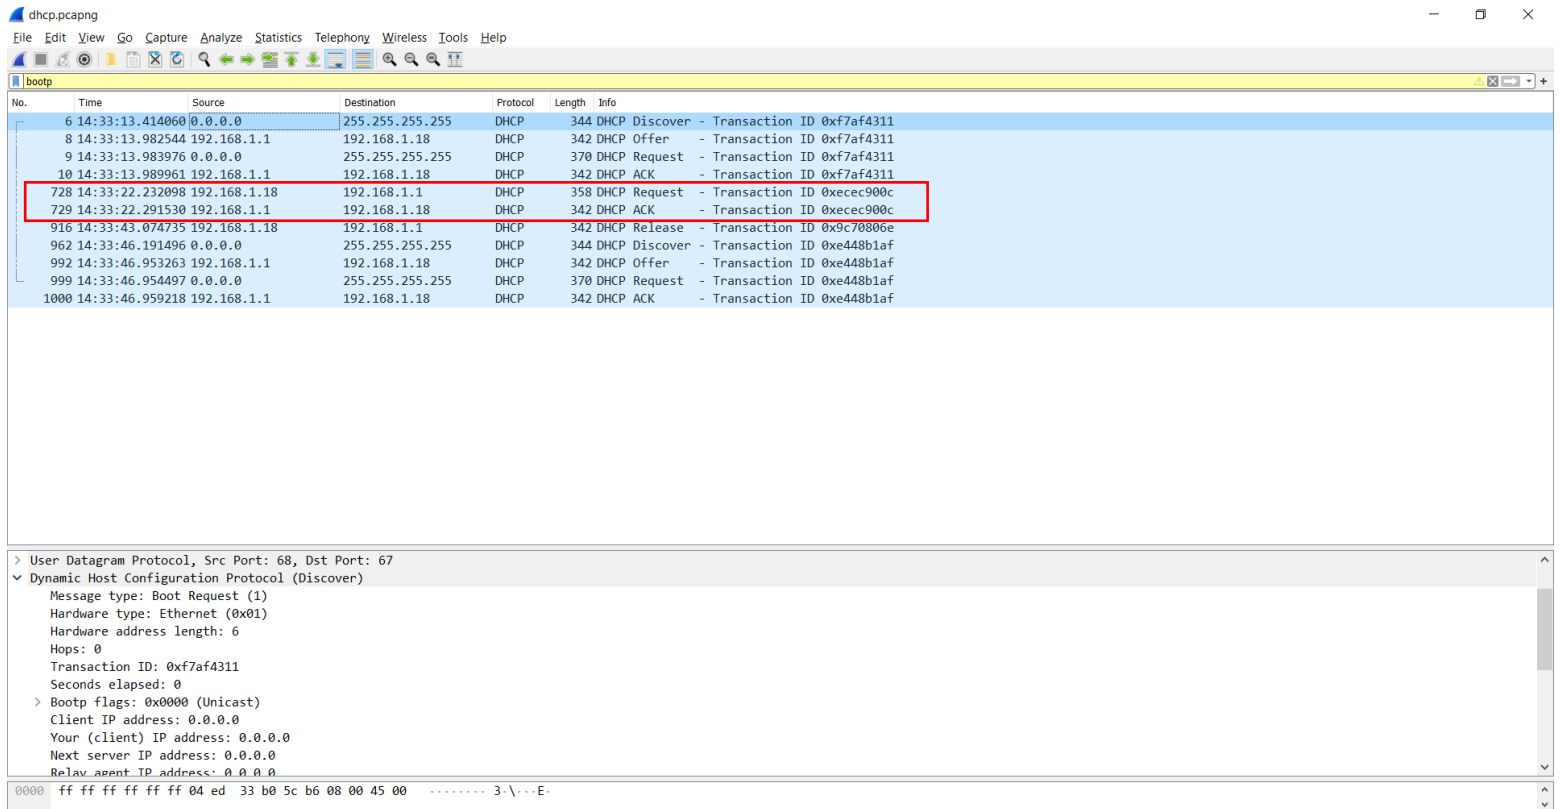 dhcp.pcapng
File Edit View Go Capture Analyze Statistics Telephony Wireless Tools Help
bootp
No. Time Source Destination Protocol Length Info
6 14:33:13.414060 0.0.0.0 255.255.255.255 DHCP 344 DHCP Discover - Transaction ID 0xf7af4311
8 14:33:13.982544 192.168.1.1 192.168.1.18 DHCP 342 DHCP Offer - Transaction ID 0xf7af4311
9 14:33:13.983976 0.0.0.0 255.255.255.255 DHCP 370 DHCP Request - Transaction ID 0xf7af4311
10 14:33:13.989961 192.168.1.1 192.168.1.18 DHCP 342 DHCP ACK - Transaction ID 0xf7af4311
728 14:33:22.232098 192.168.1.18 192.168.1.1 DHCP 358 DHCP Request - Transaction ID 0xecec900c
729 14:33:22.291530 192.168.1.1 192.168.1.18 DHCP 342 DHCP ACK - Transaction ID 0xecec900c
916 14:33:43.074735 192.168.1.18 192.168.1.1 DHCP 342 DHCP Release - Transaction ID 0x9c70806e
962 14:33:46.191496 0.0.0.0 255.255.255.255 DHCP 344 DHCP Discover - Transaction ID 0xe448b1af
992 14:33:46.953263 192.168.1.1 192.168.1.18 DHCP 342 DHCP Offer - Transaction ID 0xe448b1af
999 14:33:46.954497 0.0.0.0 255.255.255.255 DHCP 370 DHCP Request - Transaction ID 0xe448b1af
1000 14:33:46.959218 192.168.1.1 192.168.1.18 DHCP 342 DHCP ACK - Transaction ID 0xe448b1af
User Datagram Protocol, Src Port: 68, Dst Port: 67
Dynamic Host Configuration Protocol (Discover)
Message type: Boot Request (1)
Hardware type: Ethernet (0x01)
Hardware address length: 6
Hops: 0
Transaction ID: 0xf7af4311
Seconds elapsed: 0
Bootp flags: 0x0000 (Unicast)
Client IP address: 0.0.0.0
Your (client) IP address: 0.0.0.0
Next server IP address: 0.0.0.0
Relay agent IP address: 0.0.0.0
0000 ff ff ff ff ff ff 04 ed 33 b0 5c b6 08 00 45 00 ········ 3·\···E·